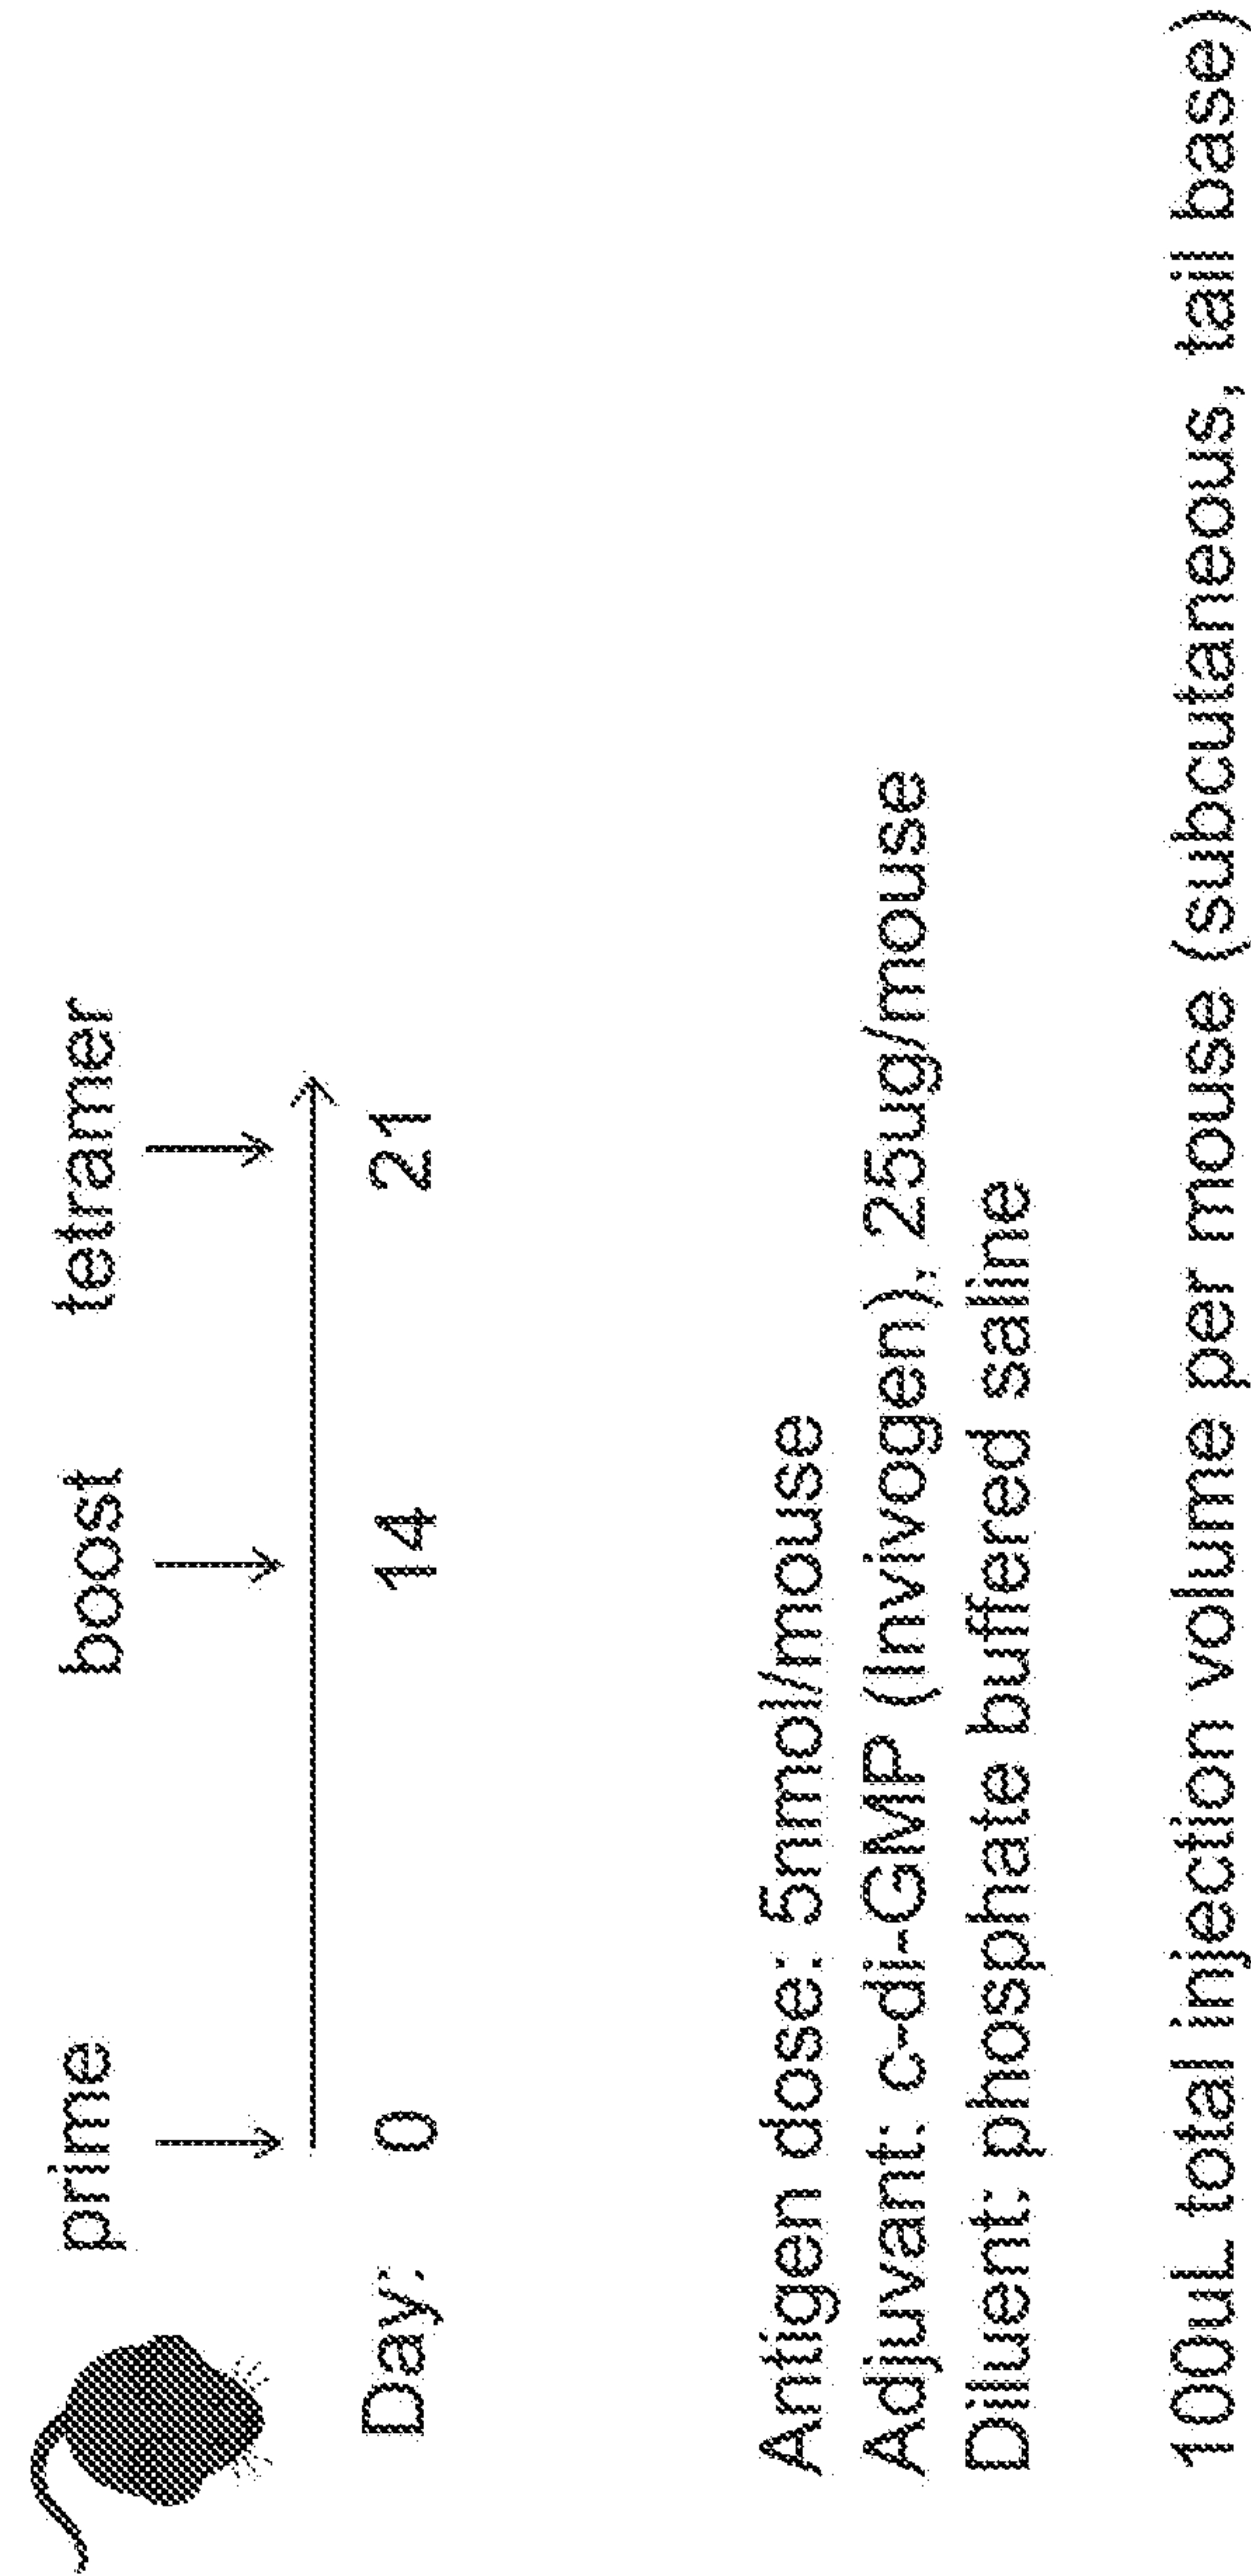 prime boost tetramer
Day: 0 14 21
Antigen dose: 5nmol/mouse
Adjuvant: c-di-GMP (Invivogen), 25ug/mouse
Diluent: phosphate buffered saline
100uL total injection volume per mouse (subcutaneous, tail base)